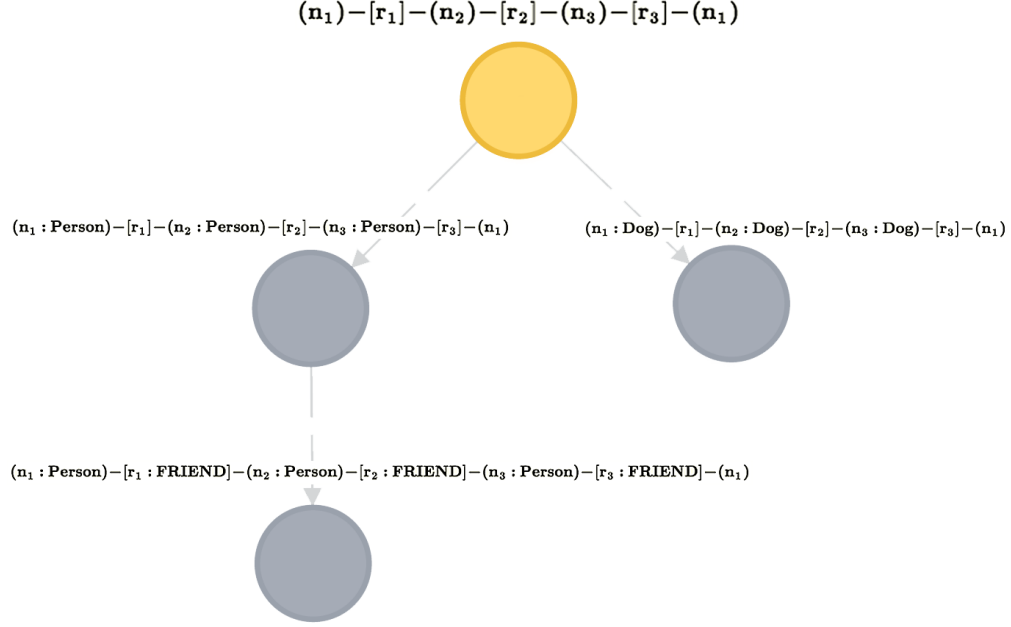 (n₁)−[r₁]−(n₂)−[r₂]−(n₃)−[r₃]−(n₁)
(n₁ : Person)−[r₁]−(n₂ : Person)−[r₂]−(n₃ : Person)−[r₃]−(n₁)
(n₁ : Dog)−[r₁]−(n₂ : Dog)−[r₂]−(n₃ : Dog)−[r₃]−(n₁)
(n₁ : Person)−[r₁ : FRIEND]−(n₂ : Person)−[r₂ : FRIEND]−(n₃ : Person)−[r₃ : FRIEND]−(n₁)